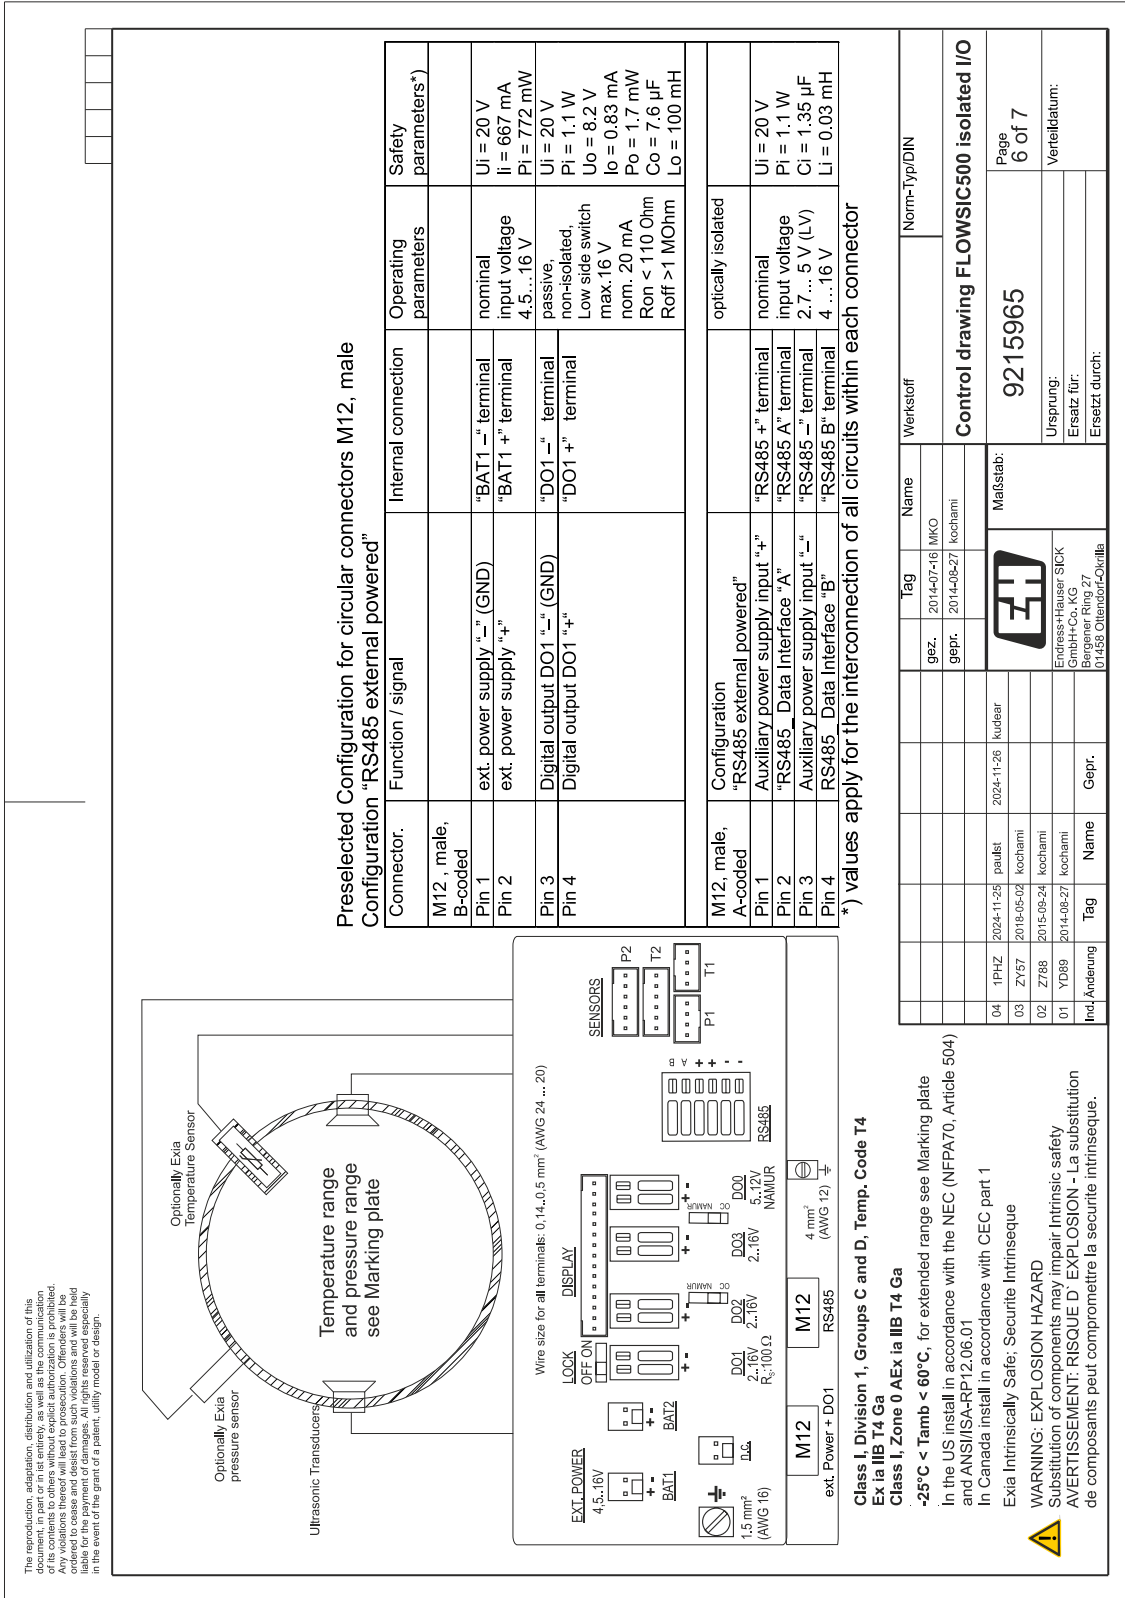 The reproduction, adaptation, distribution and utilization of this
document, in part or in ist entirety, as well as the communication
of its contents to others without explicit authorization is prohibited.
Any violations thereof will lead to prosecution. Offenders will be
ordered to cease and desist from such violations and will be held
liable for the payment of damages. All rights reserved especially
in the event of the grant of a patent, utility model or design.
Optionally Exia
pressure sensor
Optionally Exia
Temperature Sensor
Ultrasonic Transducers
Temperature range
and pressure range
see Marking plate
Wire size for all terminals: 0,14..0,5 mm² (AWG 24 ... 20)
EXT. POWER
4,5..16V
+ -
BAT1
+ -
BAT2
n.c.
1.5 mm²
(AWG 16)
LOCK
OFF ON
DISPLAY
SENSORS
P2
T2
P1
T1
+ -
DO1
2..16V
Rₛ:100 Ω
+ -
DO2
2..16V
NAMUR OC
+ -
DO3
2..16V
NAMUR OC
+ -
DO0
5..12V
NAMUR
B A + + - -
RS485
M12
ext. Power + DO1
M12
RS485
4 mm²
(AWG 12)
Preselected Configuration for circular connectors M12, male
Configuration “RS485 external powered”
Connector. Function / signal Internal connection Operating parameters Safety parameters*)
M12 , male, B-coded
Pin 1 ext. power supply “–” (GND) “BAT1 –“ terminal nominal Ui = 20 V
Pin 2 ext. power supply “+” “BAT1 +” terminal input voltage Ii = 667 mA
4.5…16 V Pi = 772 mW
Pin 3 Digital output DO1 “–“ (GND) “DO1 –“ terminal passive, Ui = 20 V
Pin 4 Digital output DO1 “+“ “DO1 +” terminal non-isolated, Pi = 1.1 W
Low side switch Uo = 8.2 V
max.16 V Io = 0.83 mA
nom. 20 mA Po = 1.7 mW
Ron < 110 Ohm Co = 7.6 µF
Roff >1 MOhm Lo = 100 mH
M12, male, A-coded Configuration “RS485 external powered” optically isolated
Pin 1 Auxiliary power supply input “+” “RS485 +” terminal nominal Ui = 20 V
Pin 2 “RS485_ Data Interface “A” “RS485 A” terminal input voltage Pi = 1.1 W
Pin 3 Auxiliary power supply input “–“ “RS485 –” terminal 2.7… 5 V (LV) Ci = 1.35 µF
Pin 4 RS485_ Data Interface “B” “RS485 B“ terminal 4 …16 V Li = 0.03 mH
*) values apply for the interconnection of all circuits within each connector
Class I, Division 1, Groups C and D, Temp. Code T4
Ex ia IIB T4 Ga
Class I, Zone 0 AEx ia IIB T4 Ga
-25°C < Tamb < 60°C, for extended range see Marking plate
In the US install in accordance with the NEC (NFPA70, Article 504)
and ANSI/ISA-RP12.06.01
In Canada install in accordance with CEC part 1
Exia Intrinsically Safe; Securite Intrinseque
WARNING: EXPLOSION HAZARD
Substitution of components may impair Intrinsic safety
AVERTISSEMENT: RISQUE D` EXPLOSION - La substitution
de composants peut compromettre la securite intrinseque.
04 1PHZ 2024-11-25 paulst 2024-11-26 kudear
03 ZY57 2018-05-02 kochami
02 Z788 2015-09-24 kochami
01 YD89 2014-08-27 kochami
Ind. Änderung Tag Name Gepr.
Tag Name
gez. 2014-07-16 MKO
gepr. 2014-08-27 kochami
EH
Endress+Hauser SICK
GmbH+Co. KG
Bergener Ring 27
01458 Ottendorf-Okrilla
Werkstoff
Norm-Typ/DIN
Control drawing FLOWSIC500 isolated I/O
Maßstab:
9215965
Page
6 of 7
Ursprung:
Ersatz für:
Ersetzt durch:
Verteildatum: